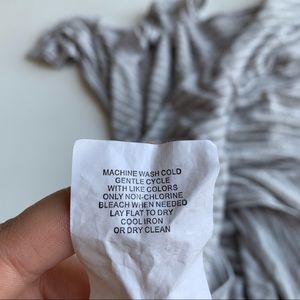 MACHINE WASH COLD
GENTLE CYCLE
WITH LIKE COLORS
ONLY NON-CHLORINE
BLEACH WHEN NEEDED
LAY FLAT TO DRY
COOL IRON
OR DRY CLEAN